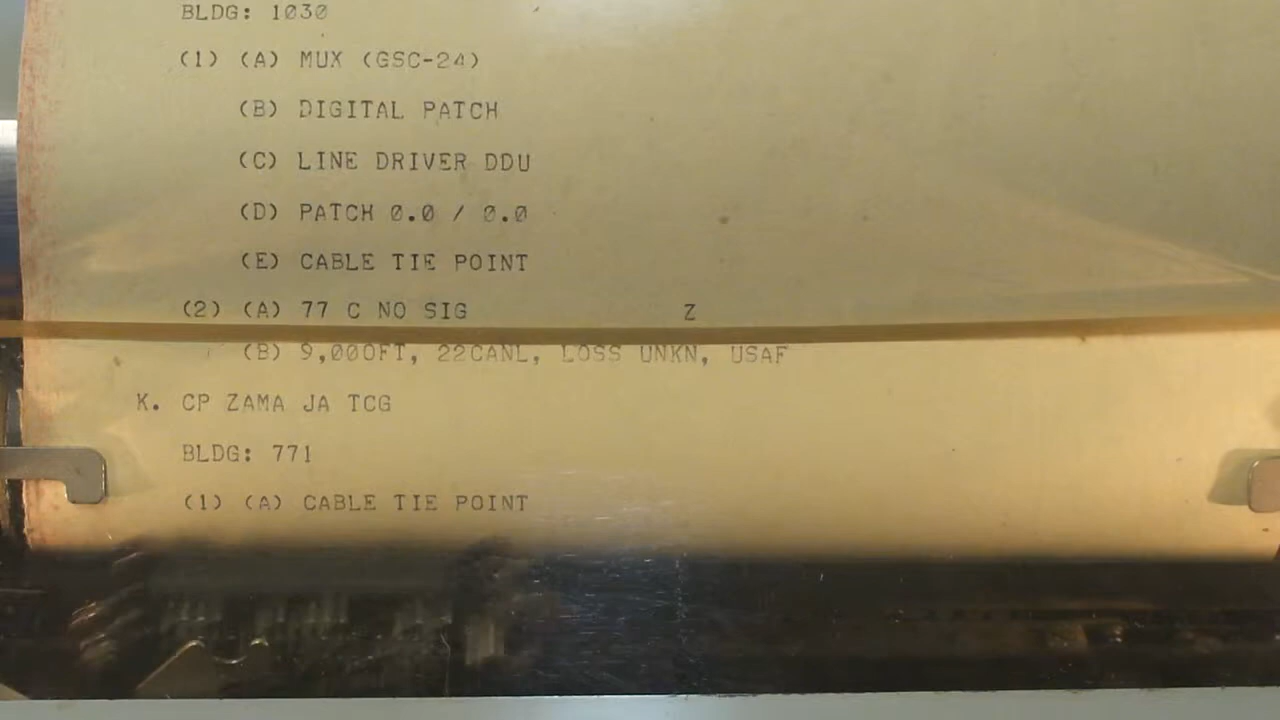 BLDG: 1030
(1) (A) MUX (GSC-24)
(B) DIGITAL PATCH
(C) LINE DRIVER DDU
(D) PATCH 0.0 / 0.0
(E) CABLE TIE POINT
(2) (A) 77 C NO SIG Z
(B) 9,000FT, 22CANL, LOSS UNKN, USAF
K. CP ZAMA JA TCG
BLDG: 771
(1) (A) CABLE TIE POINT